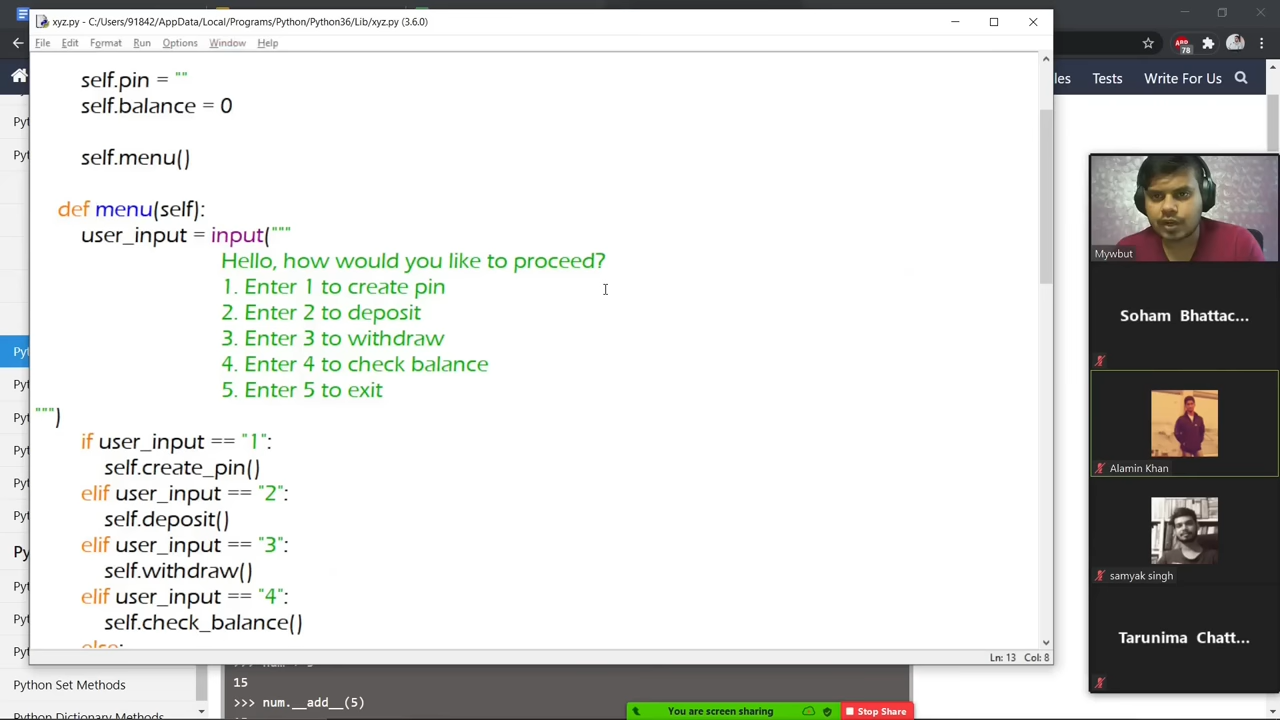 xyz.py - C:/Users/91842/AppData/Local/Programs/Python/Python36/Lib/xyz.py (3.6.0)
File Edit Format Run Options Window Help
self.pin = ""
self.balance = 0
self.menu()
def menu(self):
user_input = input("""
Hello, how would you like to proceed?
1. Enter 1 to create pin
2. Enter 2 to deposit
3. Enter 3 to withdraw
4. Enter 4 to check balance
5. Enter 5 to exit
""")
if user_input == "1":
self.create_pin()
elif user_input == "2":
self.deposit()
elif user_input == "3":
self.withdraw()
elif user_input == "4":
self.check_balance()
else:
Ln: 13 Col: 8
78
Tests Write For Us
Mywbut
Soham Bhattac...
Alamin Khan
samyak singh
Tarunima Chatt...
Python Set Methods
Python Dictionary Methods
15
>>> num.__add__(5)
You are screen sharing
Stop Share